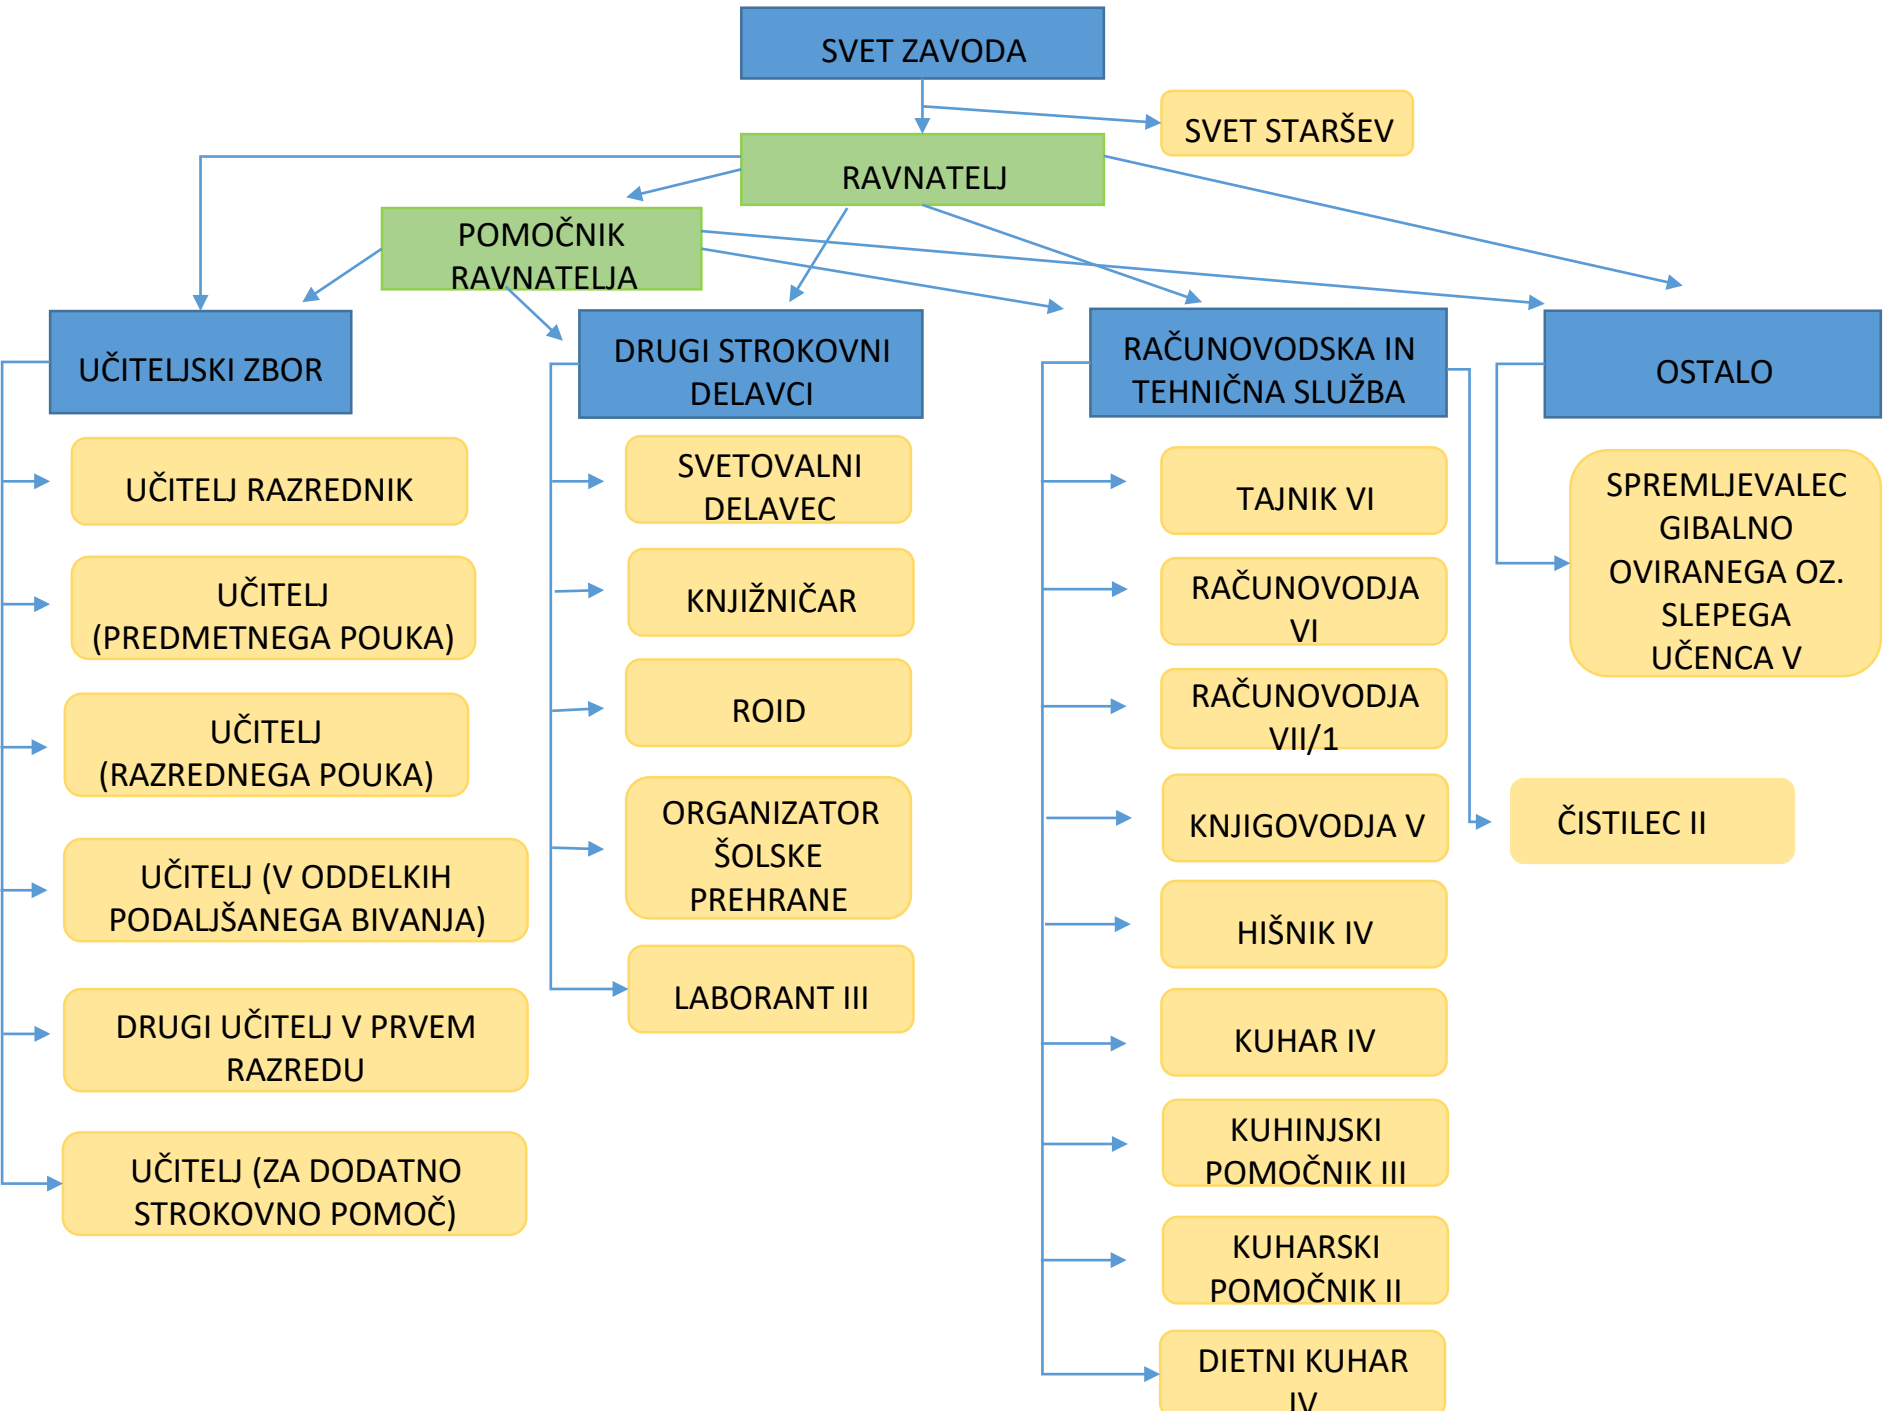 SVET ZAVODA
SVET STARŠEV
RAVNATELJ
POMOČNIK
RAVNATELJA
UČITELJSKI ZBOR
DRUGI STROKOVNI
DELAVCI
RAČUNOVODSKA IN
TEHNIČNA SLUŽBA
OSTALO
UČITELJ RAZREDNIK
UČITELJ
(PREDMETNEGA POUKA)
UČITELJ
(RAZREDNEGA POUKA)
UČITELJ (V ODDELKIH
PODALJŠANEGA BIVANJA)
DRUGI UČITELJ V PRVEM
RAZREDU
UČITELJ (ZA DODATNO
STROKOVNO POMOČ)
SVETOVALNI
DELAVEC
KNJIŽNIČAR
ROID
ORGANIZATOR
ŠOLSKE
PREHRANE
LABORANT III
TAJNIK VI
RAČUNOVODJA
VI
RAČUNOVODJA
VII/1
KNJIGOVODJA V
HIŠNIK IV
KUHAR IV
KUHINJSKI
POMOČNIK III
KUHARSKI
POMOČNIK II
DIETNI KUHAR
IV
ČISTILEC II
SPREMLJEVALEC
GIBALNO
OVIRANEGA OZ.
SLEPEGA
UČENCA V